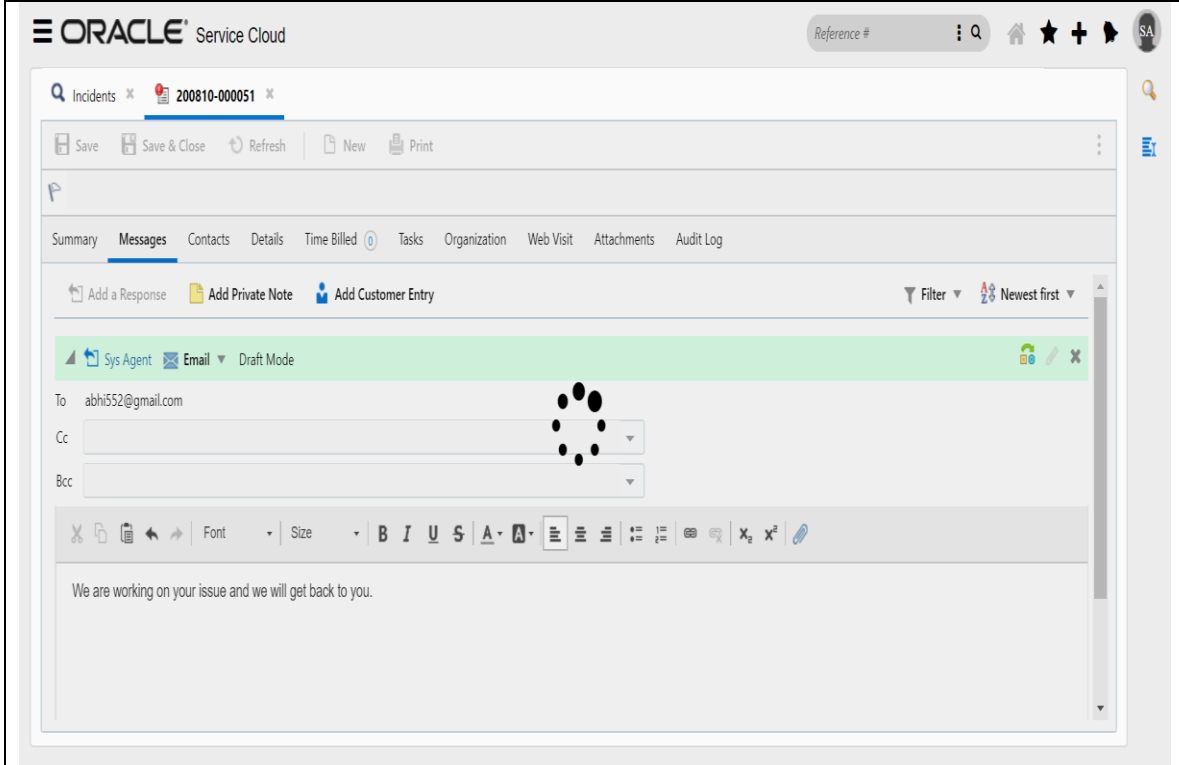 ORACLE Service Cloud Reference # SA
Incidents 200810-000051
Save Save & Close Refresh New Print
Summary Messages Contacts Details Time Billed 0 Tasks Organization Web Visit Attachments Audit Log
Add a Response Add Private Note Add Customer Entry Filter Newest first
Sys Agent Email Draft Mode
To abhi552@gmail.com
Cc
Bcc
Font Size B I U S A A X₂ X²
We are working on your issue and we will get back to you.